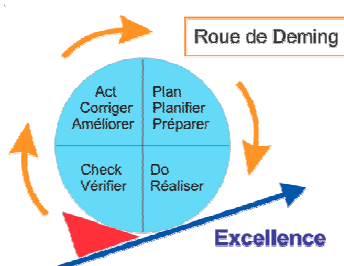 Roue de Deming
Act
Corriger
Améliorer
Plan
Planifier
Préparer
Check
Vérifier
Do
Réaliser
Excellence